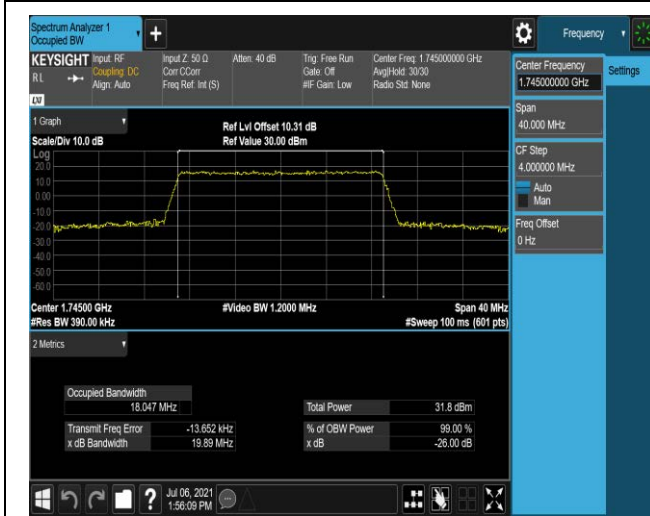 Spectrum Analyzer 1
Occupied BW
Frequency
KEYSIGHT
RL
LXI
Input: RF
Coupling: DC
Align: Auto
Input Z: 50 Ω
Corr CCorr
Freq Ref: Int (S)
Atten: 40 dB
Trig: Free Run
Gate: Off
#IF Gain: Low
Center Freq: 1.745000000 GHz
Avg|Hold: 30/30
Radio Std: None
Center Frequency
1.745000000 GHz
Settings
Span
40.000 MHz
CF Step
4.000000 MHz
Auto
Man
Freq Offset
0 Hz
1 Graph
Scale/Div 10.0 dB
Ref Lvl Offset 10.31 dB
Ref Value 30.00 dBm
Log
20.0
10.0
0.00
-10.0
-20.0
-30.0
-40.0
-50.0
-60.0
Center 1.74500 GHz
#Res BW 390.00 kHz
#Video BW 1.2000 MHz
Span 40 MHz
#Sweep 100 ms (601 pts)
2 Metrics
Occupied Bandwidth
18.047 MHz
Total Power 31.8 dBm
Transmit Freq Error -13.652 kHz
% of OBW Power 99.00 %
x dB Bandwidth 19.89 MHz
x dB -26.00 dB
?
Jul 06, 2021
1:56:09 PM